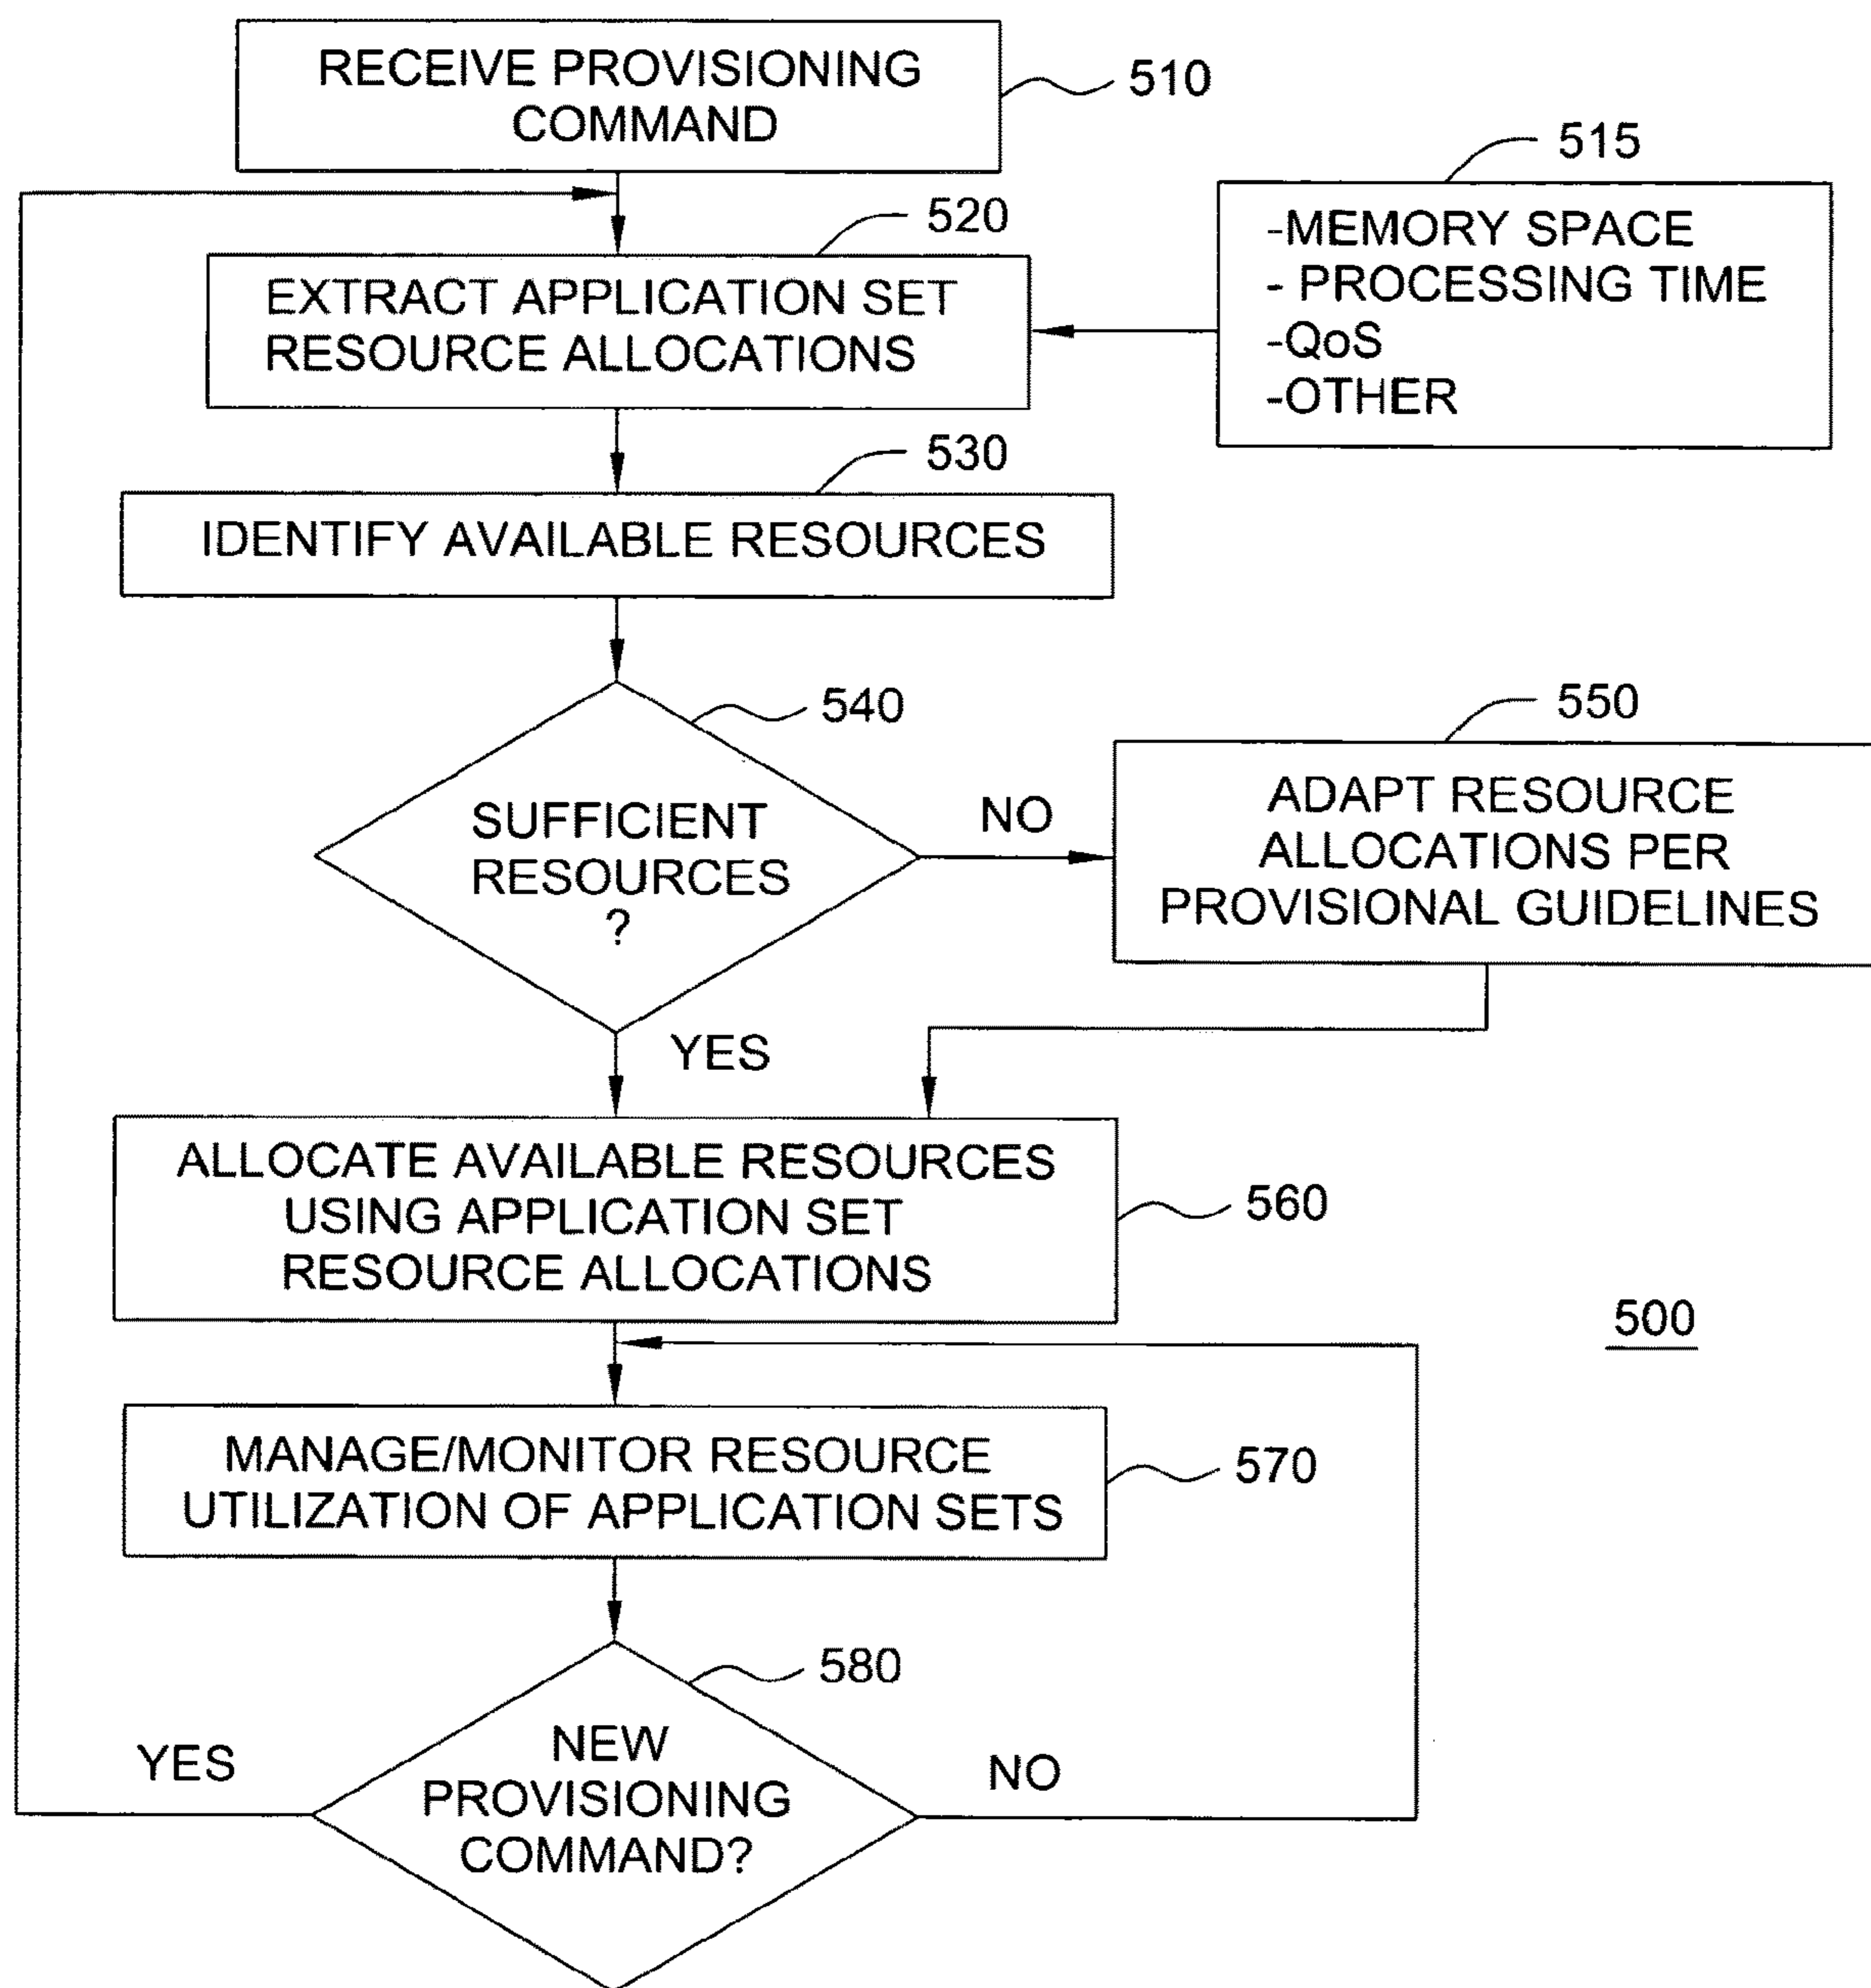 RECEIVE PROVISIONING
COMMAND
510
515
-MEMORY SPACE
- PROCESSING TIME
-QoS
-OTHER
520
EXTRACT APPLICATION SET
RESOURCE ALLOCATIONS
530
IDENTIFY AVAILABLE RESOURCES
540
SUFFICIENT
RESOURCES
?
NO
550
ADAPT RESOURCE
ALLOCATIONS PER
PROVISIONAL GUIDELINES
YES
ALLOCATE AVAILABLE RESOURCES
USING APPLICATION SET
RESOURCE ALLOCATIONS
560
500
MANAGE/MONITOR RESOURCE
UTILIZATION OF APPLICATION SETS
570
580
NEW
PROVISIONING
COMMAND?
YES
NO